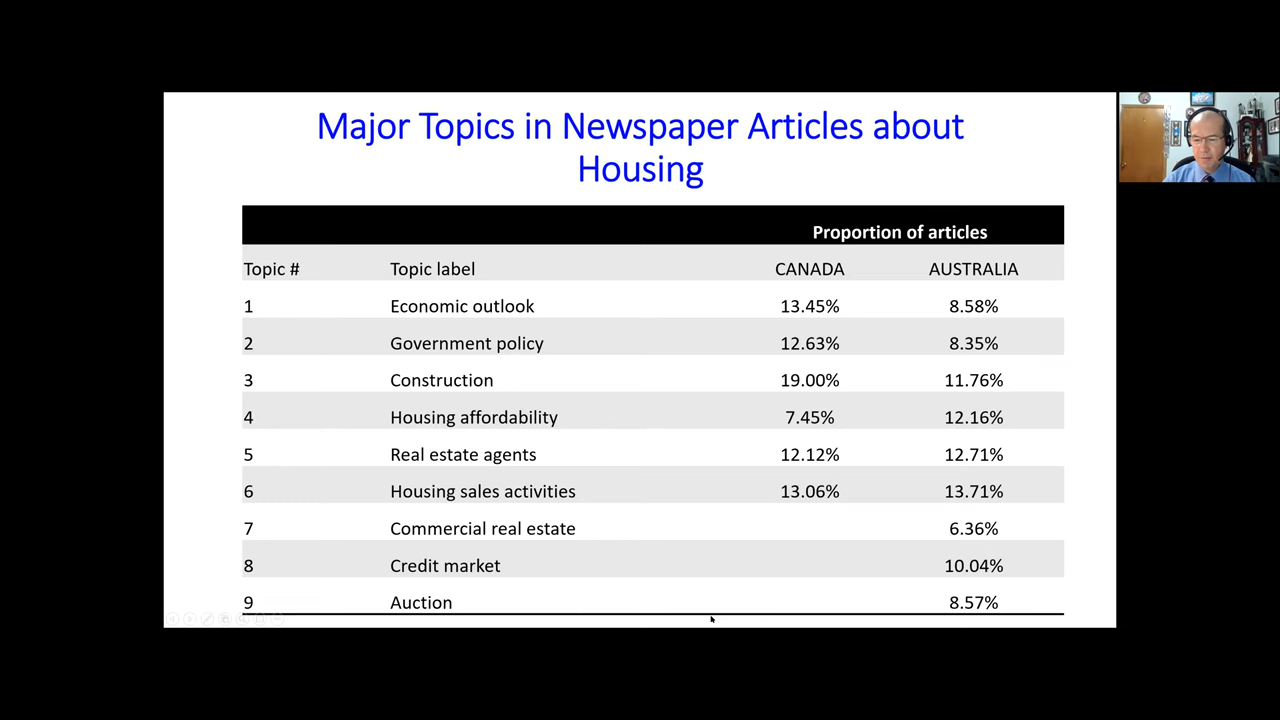 Major Topics in Newspaper Articles about
Housing
Proportion of articles
Topic # Topic label CANADA AUSTRALIA
1 Economic outlook 13.45% 8.58%
2 Government policy 12.63% 8.35%
3 Construction 19.00% 11.76%
4 Housing affordability 7.45% 12.16%
5 Real estate agents 12.12% 12.71%
6 Housing sales activities 13.06% 13.71%
7 Commercial real estate 6.36%
8 Credit market 10.04%
9 Auction 8.57%